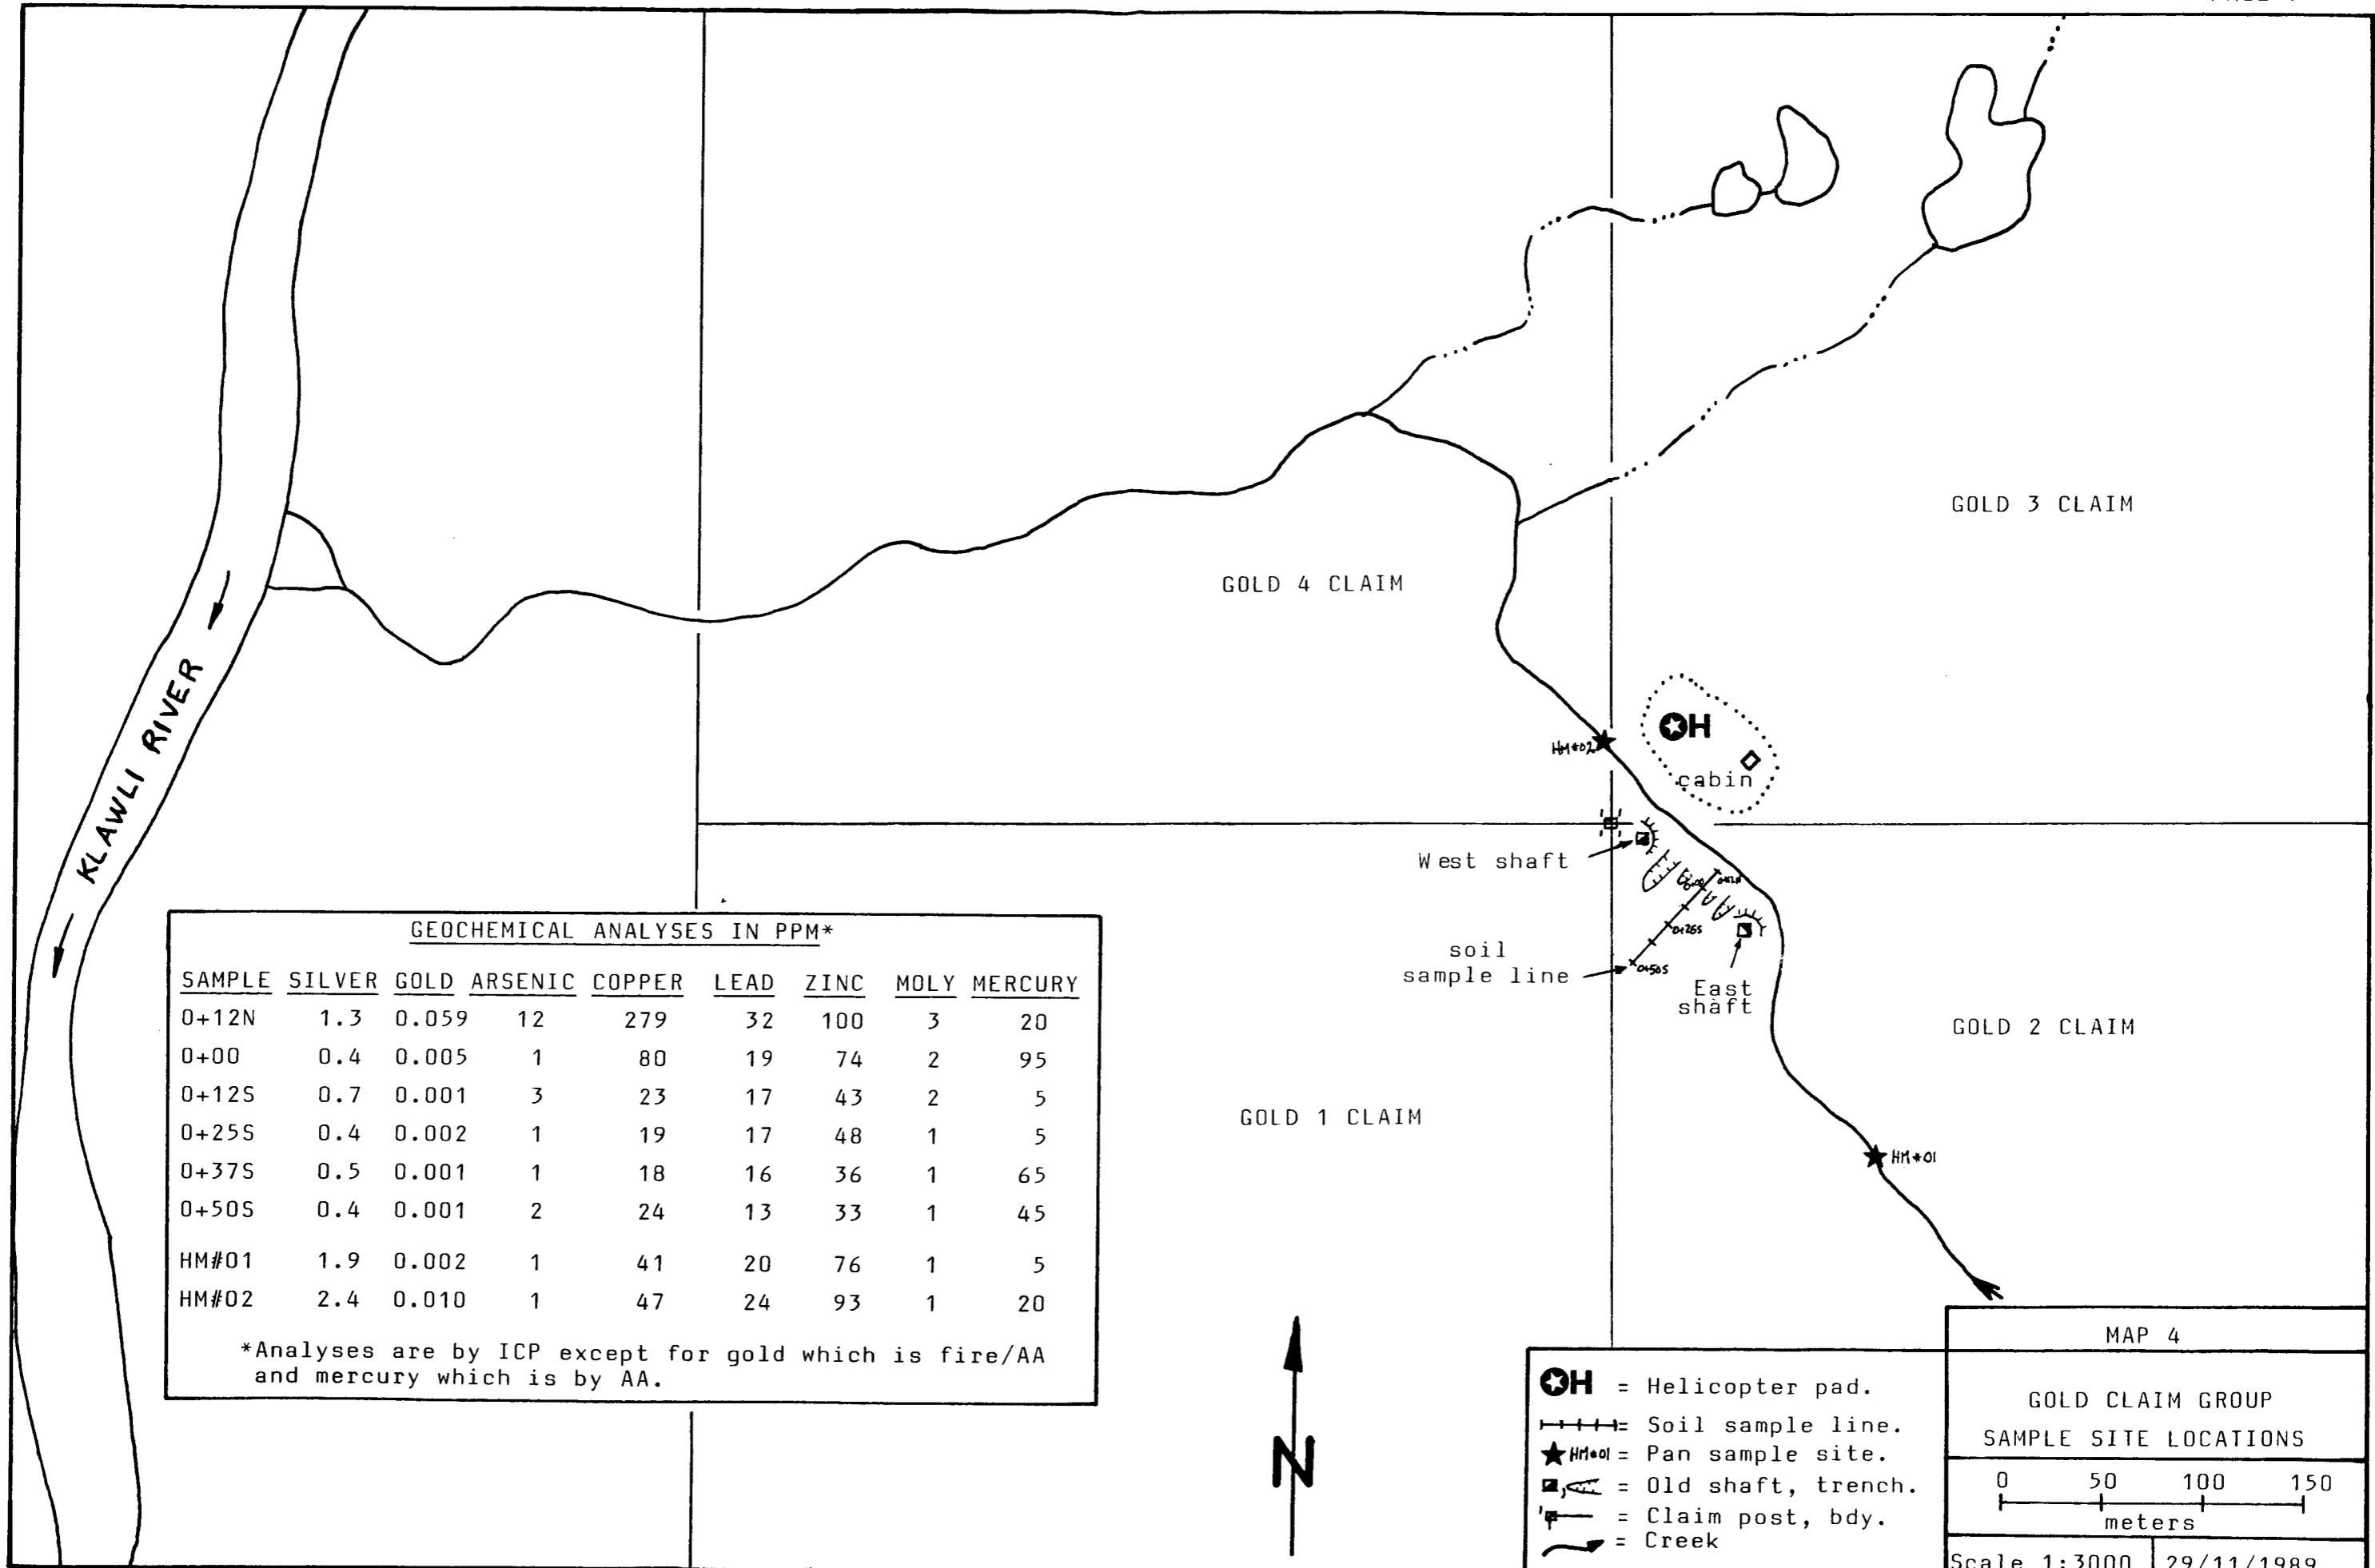 KLAWLI RIVER
GOLD 3 CLAIM
GOLD 4 CLAIM
H
HM#02
cabin
West shaft
0+12N
0+25S
soil
sample line
0+50S
East
shaft
GOLD 2 CLAIM
GOLD 1 CLAIM
HM#01
GEOCHEMICAL ANALYSES IN PPM*
SAMPLE SILVER GOLD ARSENIC COPPER LEAD ZINC MOLY MERCURY
0+12N 1.3 0.059 12 279 32 100 3 20
0+00 0.4 0.005 1 80 19 74 2 95
0+12S 0.7 0.001 3 23 17 43 2 5
0+25S 0.4 0.002 1 19 17 48 1 5
0+37S 0.5 0.001 1 18 16 36 1 65
0+50S 0.4 0.001 2 24 13 33 1 45
HM#01 1.9 0.002 1 41 20 76 1 5
HM#02 2.4 0.010 1 47 24 93 1 20
*Analyses are by ICP except for gold which is fire/AA
and mercury which is by AA.
N
H = Helicopter pad.
= Soil sample line.
HM#01 = Pan sample site.
= Old shaft, trench.
= Claim post, bdy.
= Creek
MAP 4
GOLD CLAIM GROUP
SAMPLE SITE LOCATIONS
0 50 100 150
meters
Scale 1:3000 29/11/1989